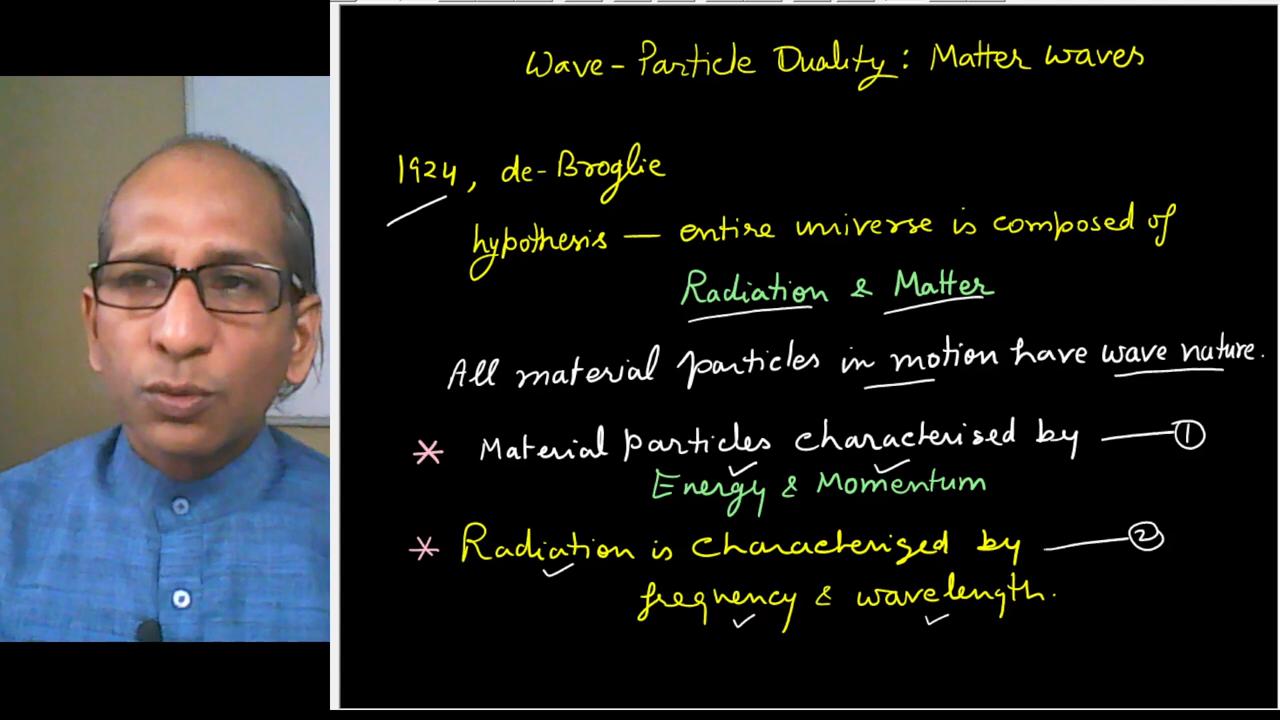 Wave-Particle Duality: Matter waves
1924, de-Broglie
hypothesis — entire universe is composed of
Radiation & Matter
All material particles in motion have wave nature.
* Material particles characterised by — ①
Energy & Momentum
* Radiation is characterised by — ②
frequency & wavelength.